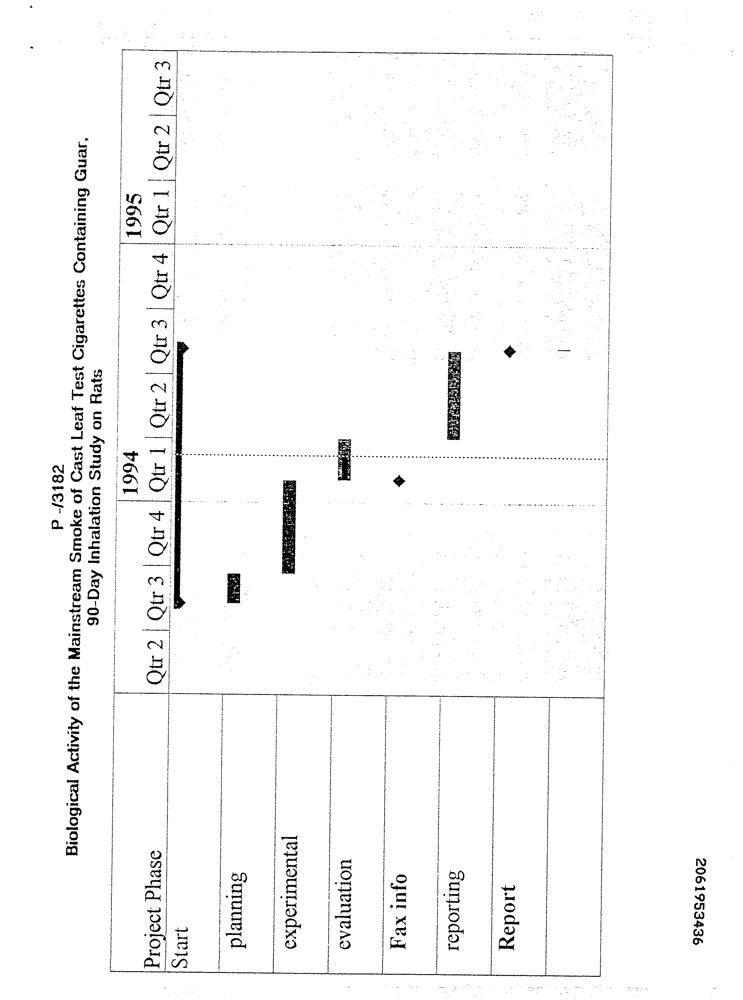 P -/3182
Biological Activity of the Mainstream Smoke of Cast Leaf Test Cigarettes Containing Guar,
90-Day Inhalation Study on Rats
1994 1995
Project Phase Qtr 2 Qtr 3 Qtr 4 Qtr 1 Qtr 2 Qtr 3 Qtr 4 Qtr 1 Qtr 2 Qtr 3
Start
planning
experimental
evaluation
Fax info
reporting
Report
2061953436